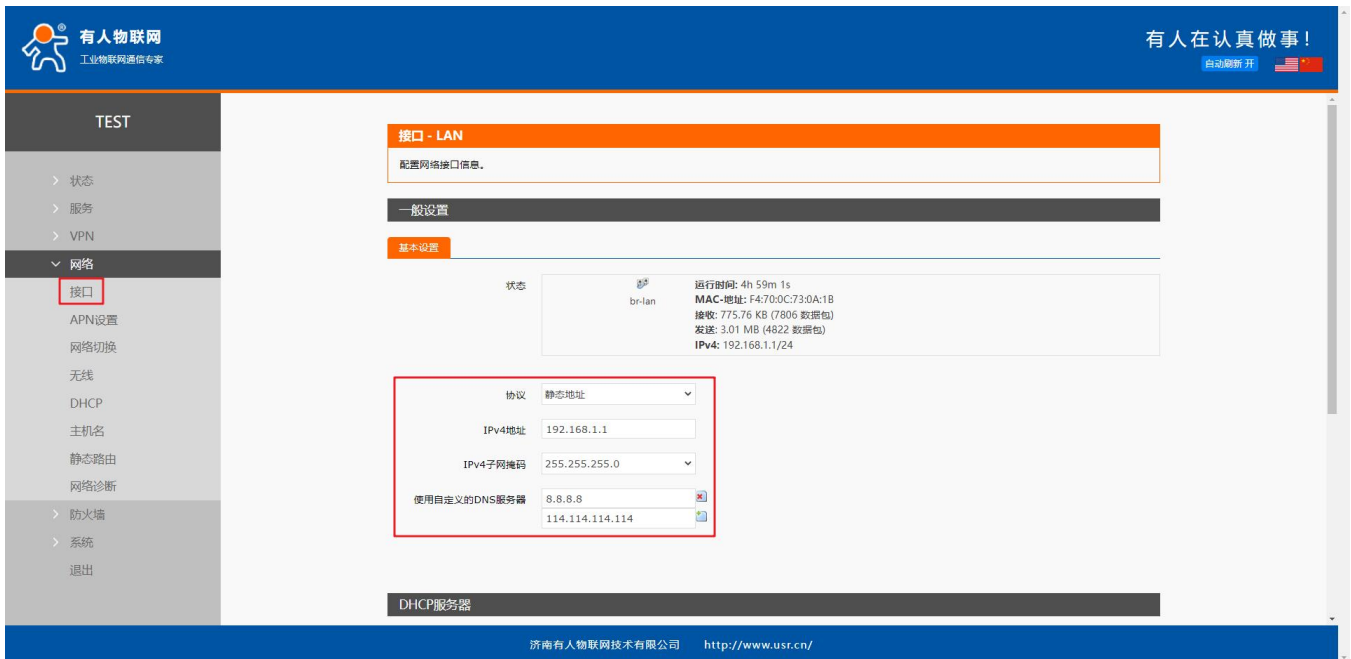 有人物联网
®
工业物联网通信专家
有人在认真做事!
自动刷新 开
TEST
状态
服务
VPN
网络
接口
APN设置
网络切换
无线
DHCP
主机名
静态路由
网络诊断
防火墙
系统
退出
接口 - LAN
配置网络接口信息。
一般设置
基本设置
状态
br-lan
运行时间: 4h 59m 1s
MAC-地址: F4:70:0C:73:0A:1B
接收: 775.76 KB (7806 数据包)
发送: 3.01 MB (4822 数据包)
IPv4: 192.168.1.1/24
协议 静态地址
IPv4地址 192.168.1.1
IPv4子网掩码 255.255.255.0
使用自定义的DNS服务器 8.8.8.8
114.114.114.114
DHCP服务器
济南有人物联网技术有限公司 http://www.usr.cn/